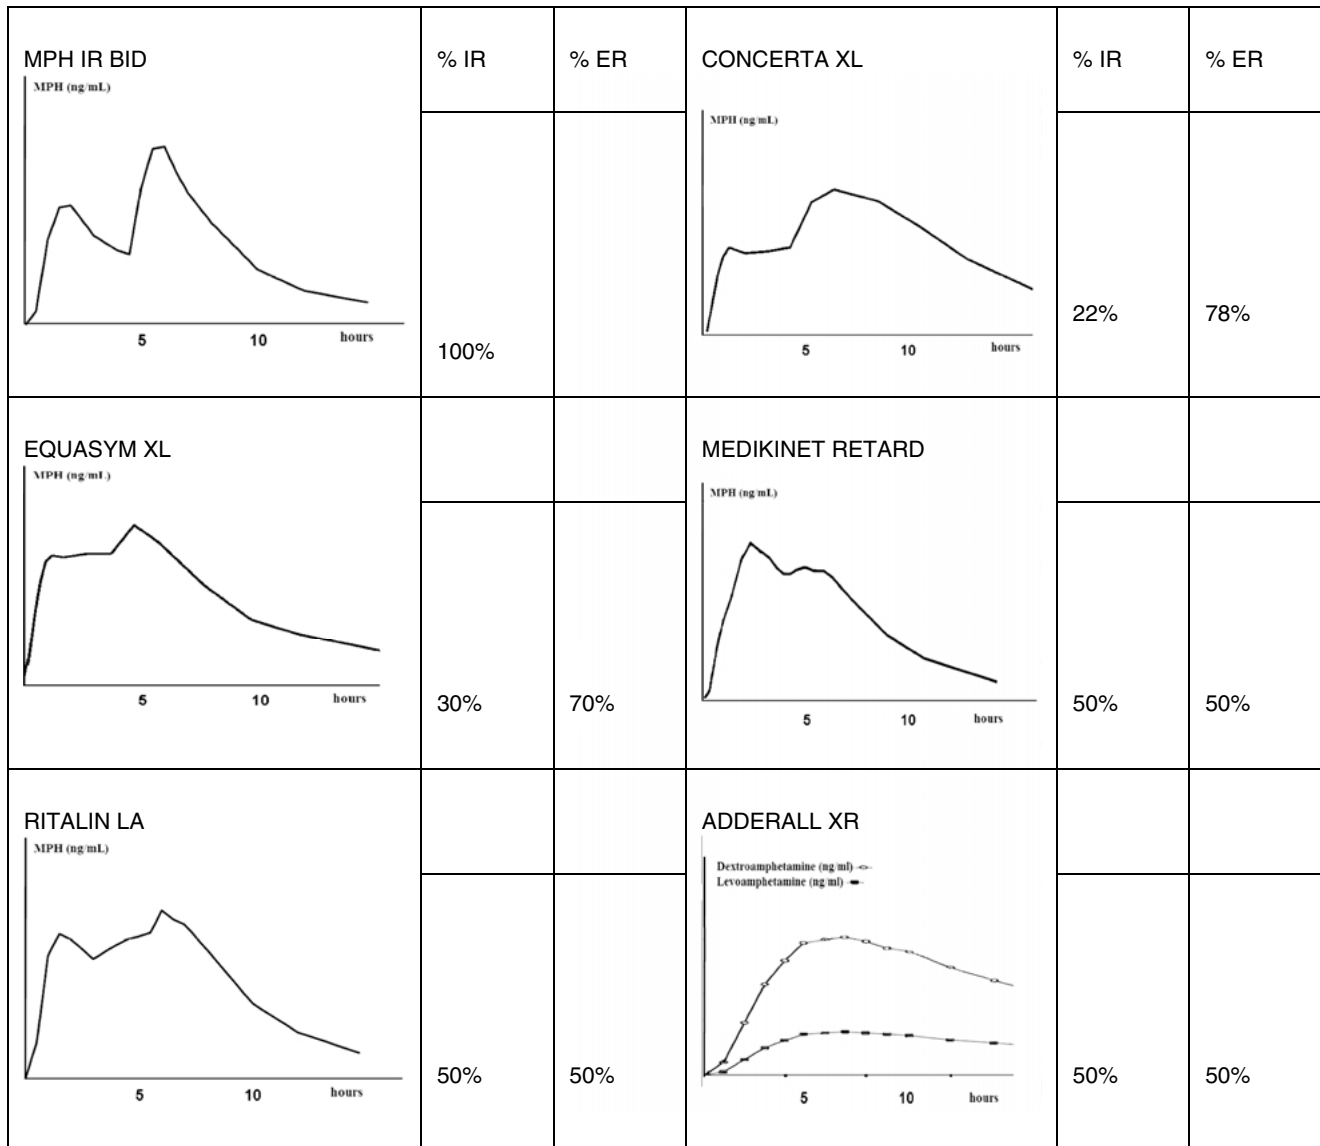 MPH IR BID
% IR
% ER
CONCERTA XL
% IR
% ER
MPH (ng/mL)
5
10
hours
100%
MPH (ng/mL)
5
10
hours
22%
78%
EQUASYM XL
MEDIKINET RETARD
MPH (ng/mL)
5
10
hours
30%
70%
MPH (ng/mL)
5
10
hours
50%
50%
RITALIN LA
ADDERALL XR
MPH (ng/mL)
5
10
hours
50%
50%
Dextroamphetamine (ng/ml)
Levoamphetamine (ng/ml)
5
10
hours
50%
50%